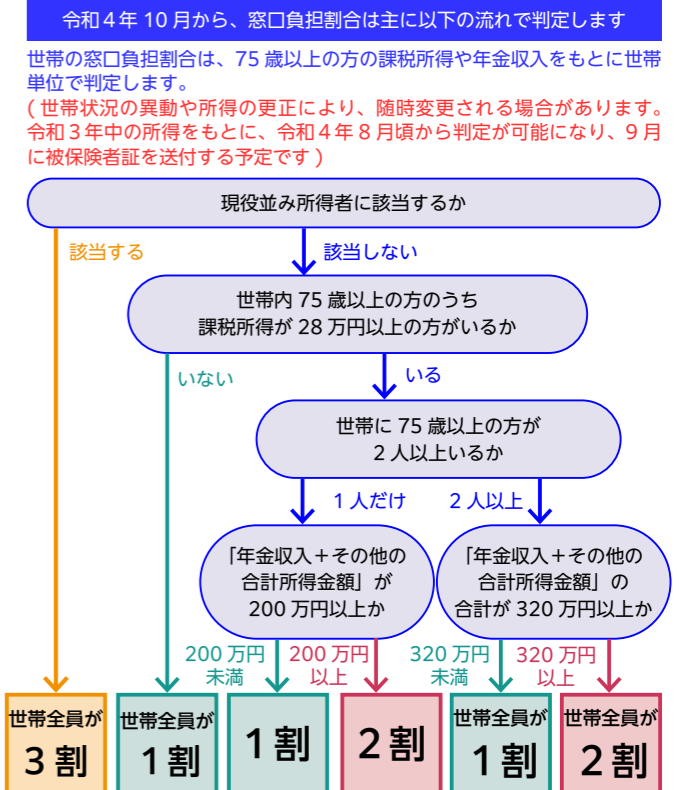 令和４年 10 月から、窓口負担割合は主に以下の流れで判定します
世帯の窓口負担割合は、75 歳以上の方の課税所得や年金収入をもとに世帯
単位で判定します。
( 世帯状況の異動や所得の更正により、随時変更される場合があります。
令和３年中の所得をもとに、令和４年８月頃から判定が可能になり、９月
に被保険者証を送付する予定です )
現役並み所得者に該当するか
該当する
該当しない
世帯内 75 歳以上の方のうち
課税所得が 28 万円以上の方がいるか
いない
いる
世帯に 75 歳以上の方が
２人以上いるか
１人だけ
２人以上
「年金収入＋その他の
合計所得金額」が
200 万円以上か
「年金収入＋その他の
合計所得金額」の
合計が 320 万円以上か
200 万円
未満
200 万円
以上
320 万円
未満
320 万円
以上
世帯全員が
３割
世帯全員が
１割
１割
２割
世帯全員が
１割
世帯全員が
２割